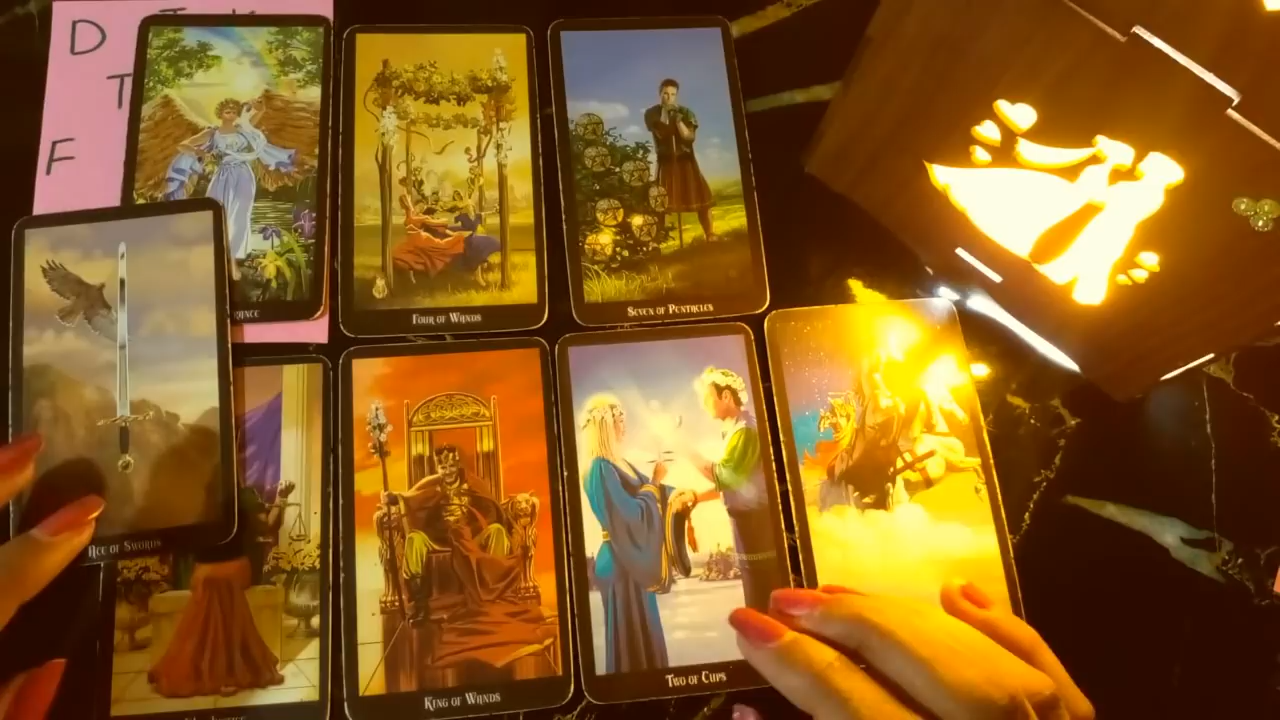 D
T
F
Four of Wands
Seven of Pentacles
Ace of Swords
King of Wands
Two of Cups